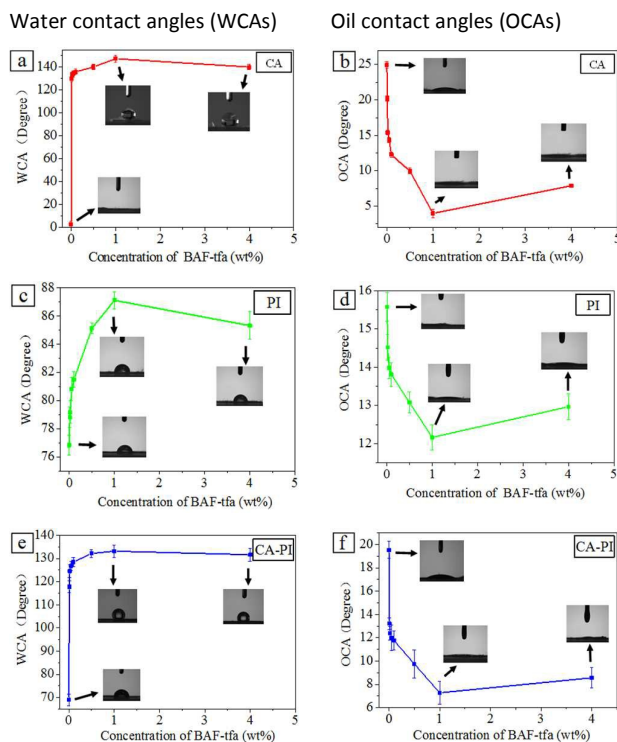 Water contact angles (WCAs) Oil contact angles (OCAs)
a
CA
WCA (Degree)
140
120
100
80
60
40
20
0
0 1 2 3 4 5
Concentration of BAF-tfa (wt%)
b
CA
OCA (Degree)
25
20
15
10
5
0 1 2 3 4 5
Concentration of BAF-tfa (wt%)
c
PI
WCA (Degree)
88
86
84
82
80
78
76
0 1 2 3 4 5
Concentration of BAF-tfa (wt%)
d
PI
OCA (Degree)
16
15
14
13
12
0 1 2 3 4 5
Concentration of BAF-tfa (wt%)
e
CA-PI
WCA (Degree)
140
130
120
110
100
90
80
70
0 1 2 3 4 5
Concentration of BAF-tfa (wt%)
f
CA-PI
OCA (Degree)
20
18
16
14
12
10
8
6
0 1 2 3 4 5
Concentration of BAF-tfa (wt%)